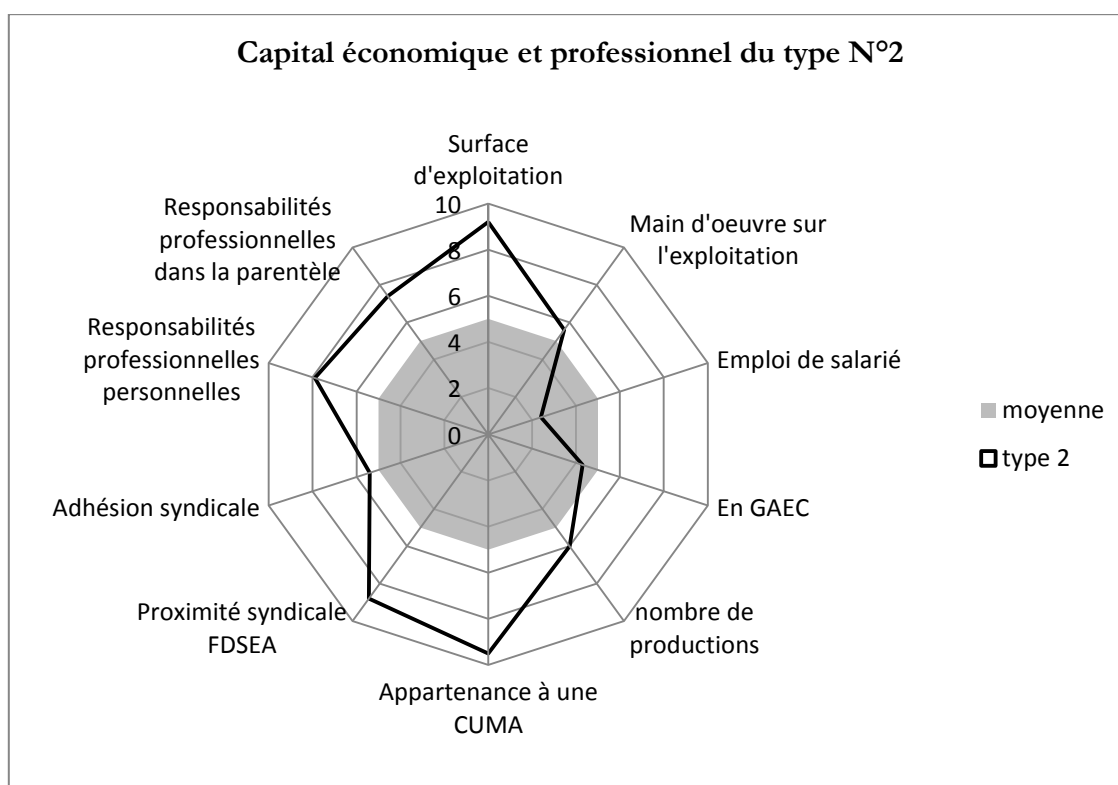 Capital économique et professionnel du type N°2
Surface
d'exploitation
Main d'oeuvre sur
l'exploitation
Emploi de salarié
En GAEC
nombre de
productions
Appartenance à une
CUMA
Proximité syndicale
FDSEA
Adhésion syndicale
Responsabilités
professionnelles
personnelles
Responsabilités
professionnelles
dans la parentèle
10
8
6
4
2
0
moyenne
type 2